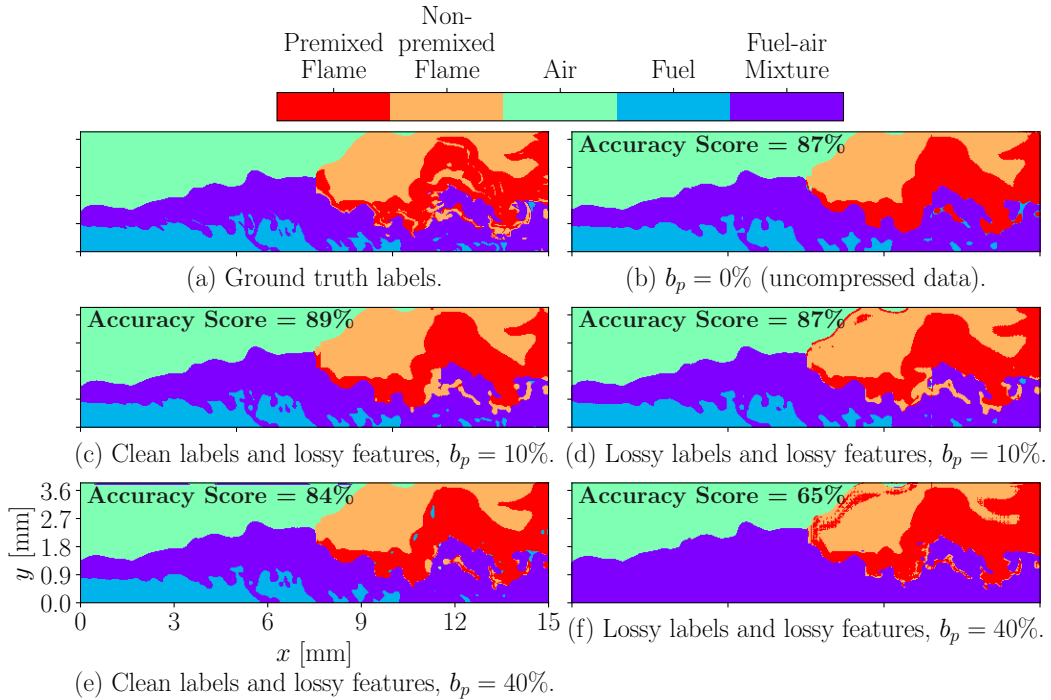 Premixed Flame
Non-premixed Flame
Air
Fuel
Fuel-air Mixture
(a) Ground truth labels.
Accuracy Score = 87%
(b) b_p = 0% (uncompressed data).
Accuracy Score = 89%
(c) Clean labels and lossy features, b_p = 10%.
Accuracy Score = 87%
(d) Lossy labels and lossy features, b_p = 10%.
Accuracy Score = 84%
3.6
2.7
1.8
0.9
0.0
y [mm]
0 3 6 9 12 15
x [mm]
(e) Clean labels and lossy features, b_p = 40%.
Accuracy Score = 65%
(f) Lossy labels and lossy features, b_p = 40%.